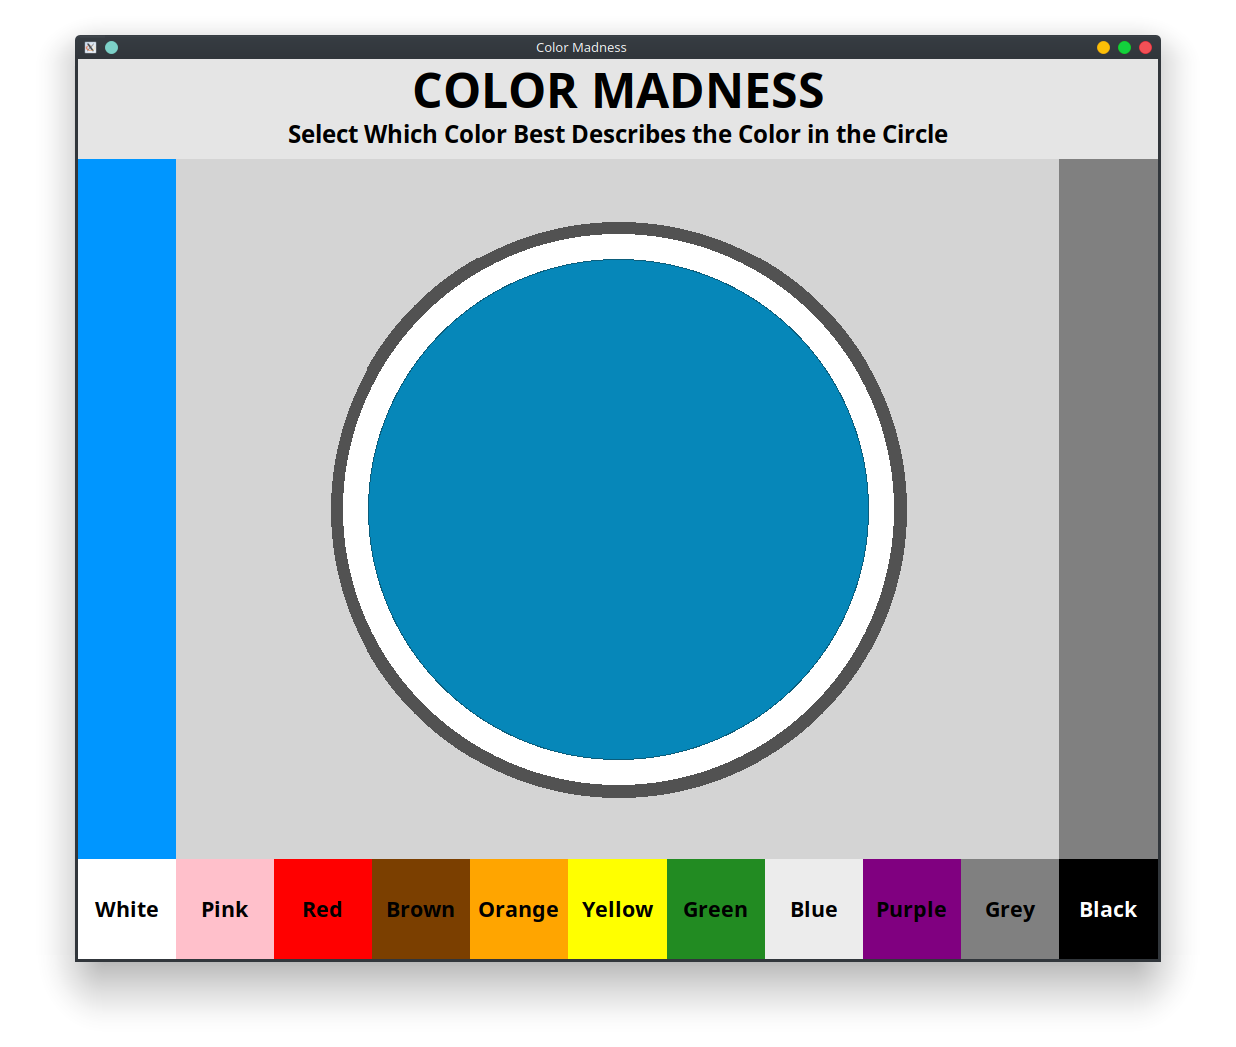 Color Madness
COLOR MADNESS
Select Which Color Best Describes the Color in the Circle
White Pink Red Brown Orange Yellow Green Blue Purple Grey Black